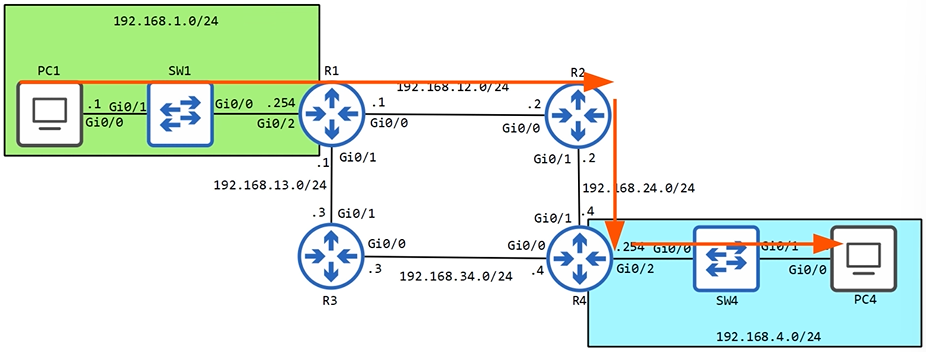 192.168.1.0/24
PC1
SW1
R1
R2
192.168.12.0/24
.1
Gi0/1
Gi0/0
.254
.1
.2
Gi0/0
Gi0/2
Gi0/0
Gi0/0
.1
Gi0/1
Gi0/1
.2
192.168.13.0/24
192.168.24.0/24
.3
Gi0/1
Gi0/1
.4
Gi0/0
Gi0/0
.254
Gi0/0
Gi0/1
.3
192.168.34.0/24
.4
Gi0/2
Gi0/0
R3
R4
SW4
PC4
192.168.4.0/24